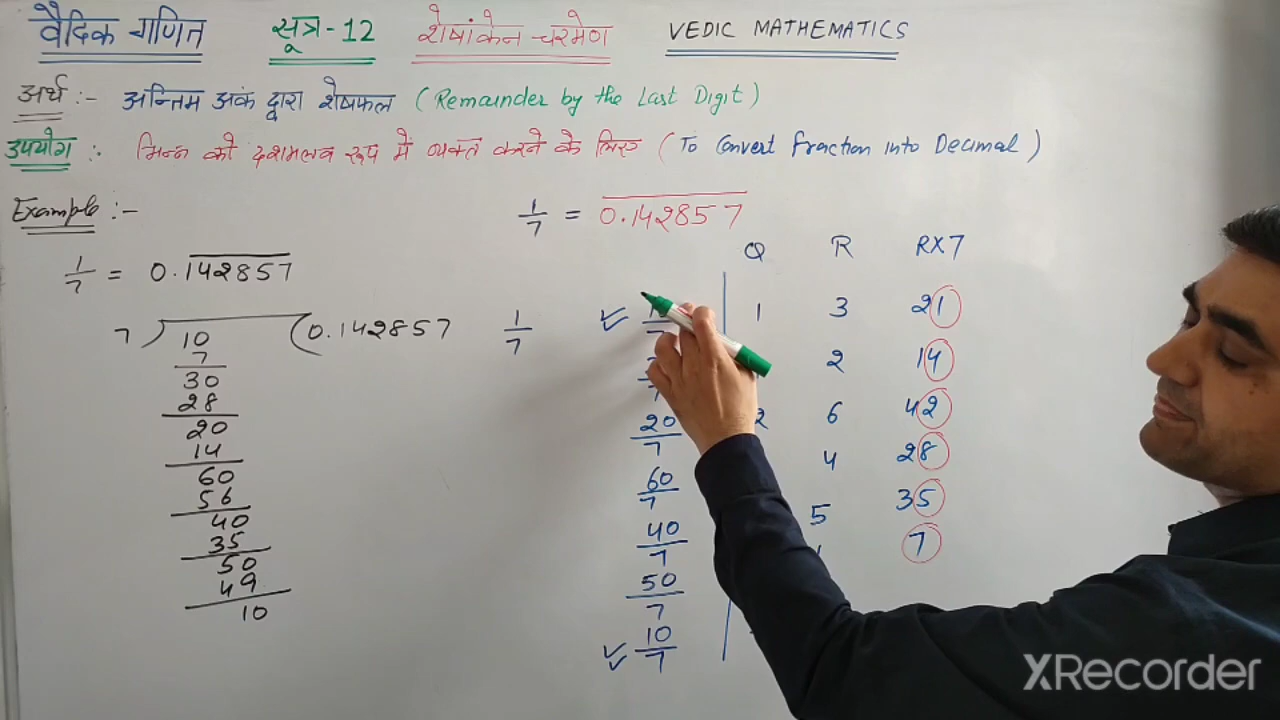 वैदिक गणित सूत्र-12 शेषांकेन चरमेण VEDIC MATHEMATICS
अर्थ :- अन्तिम अंक द्वारा शेषफल (Remainder by the Last Digit)
उपयोग :- भिन्न को दशमलव रूप में व्यक्त करने के लिए (To Convert fraction into Decimal)
Example :-
1/7 = 0.142857
7 ) 10 ( 0.142857
7
30
28
20
14
60
56
40
35
50
49
10
1/7 = 0.142857
Q R RX7
1/7
1 3 21
2 14
20/7 2 6 42
60/7 4 28
40/7 5 35
50/7 7
10/7
XRecorder